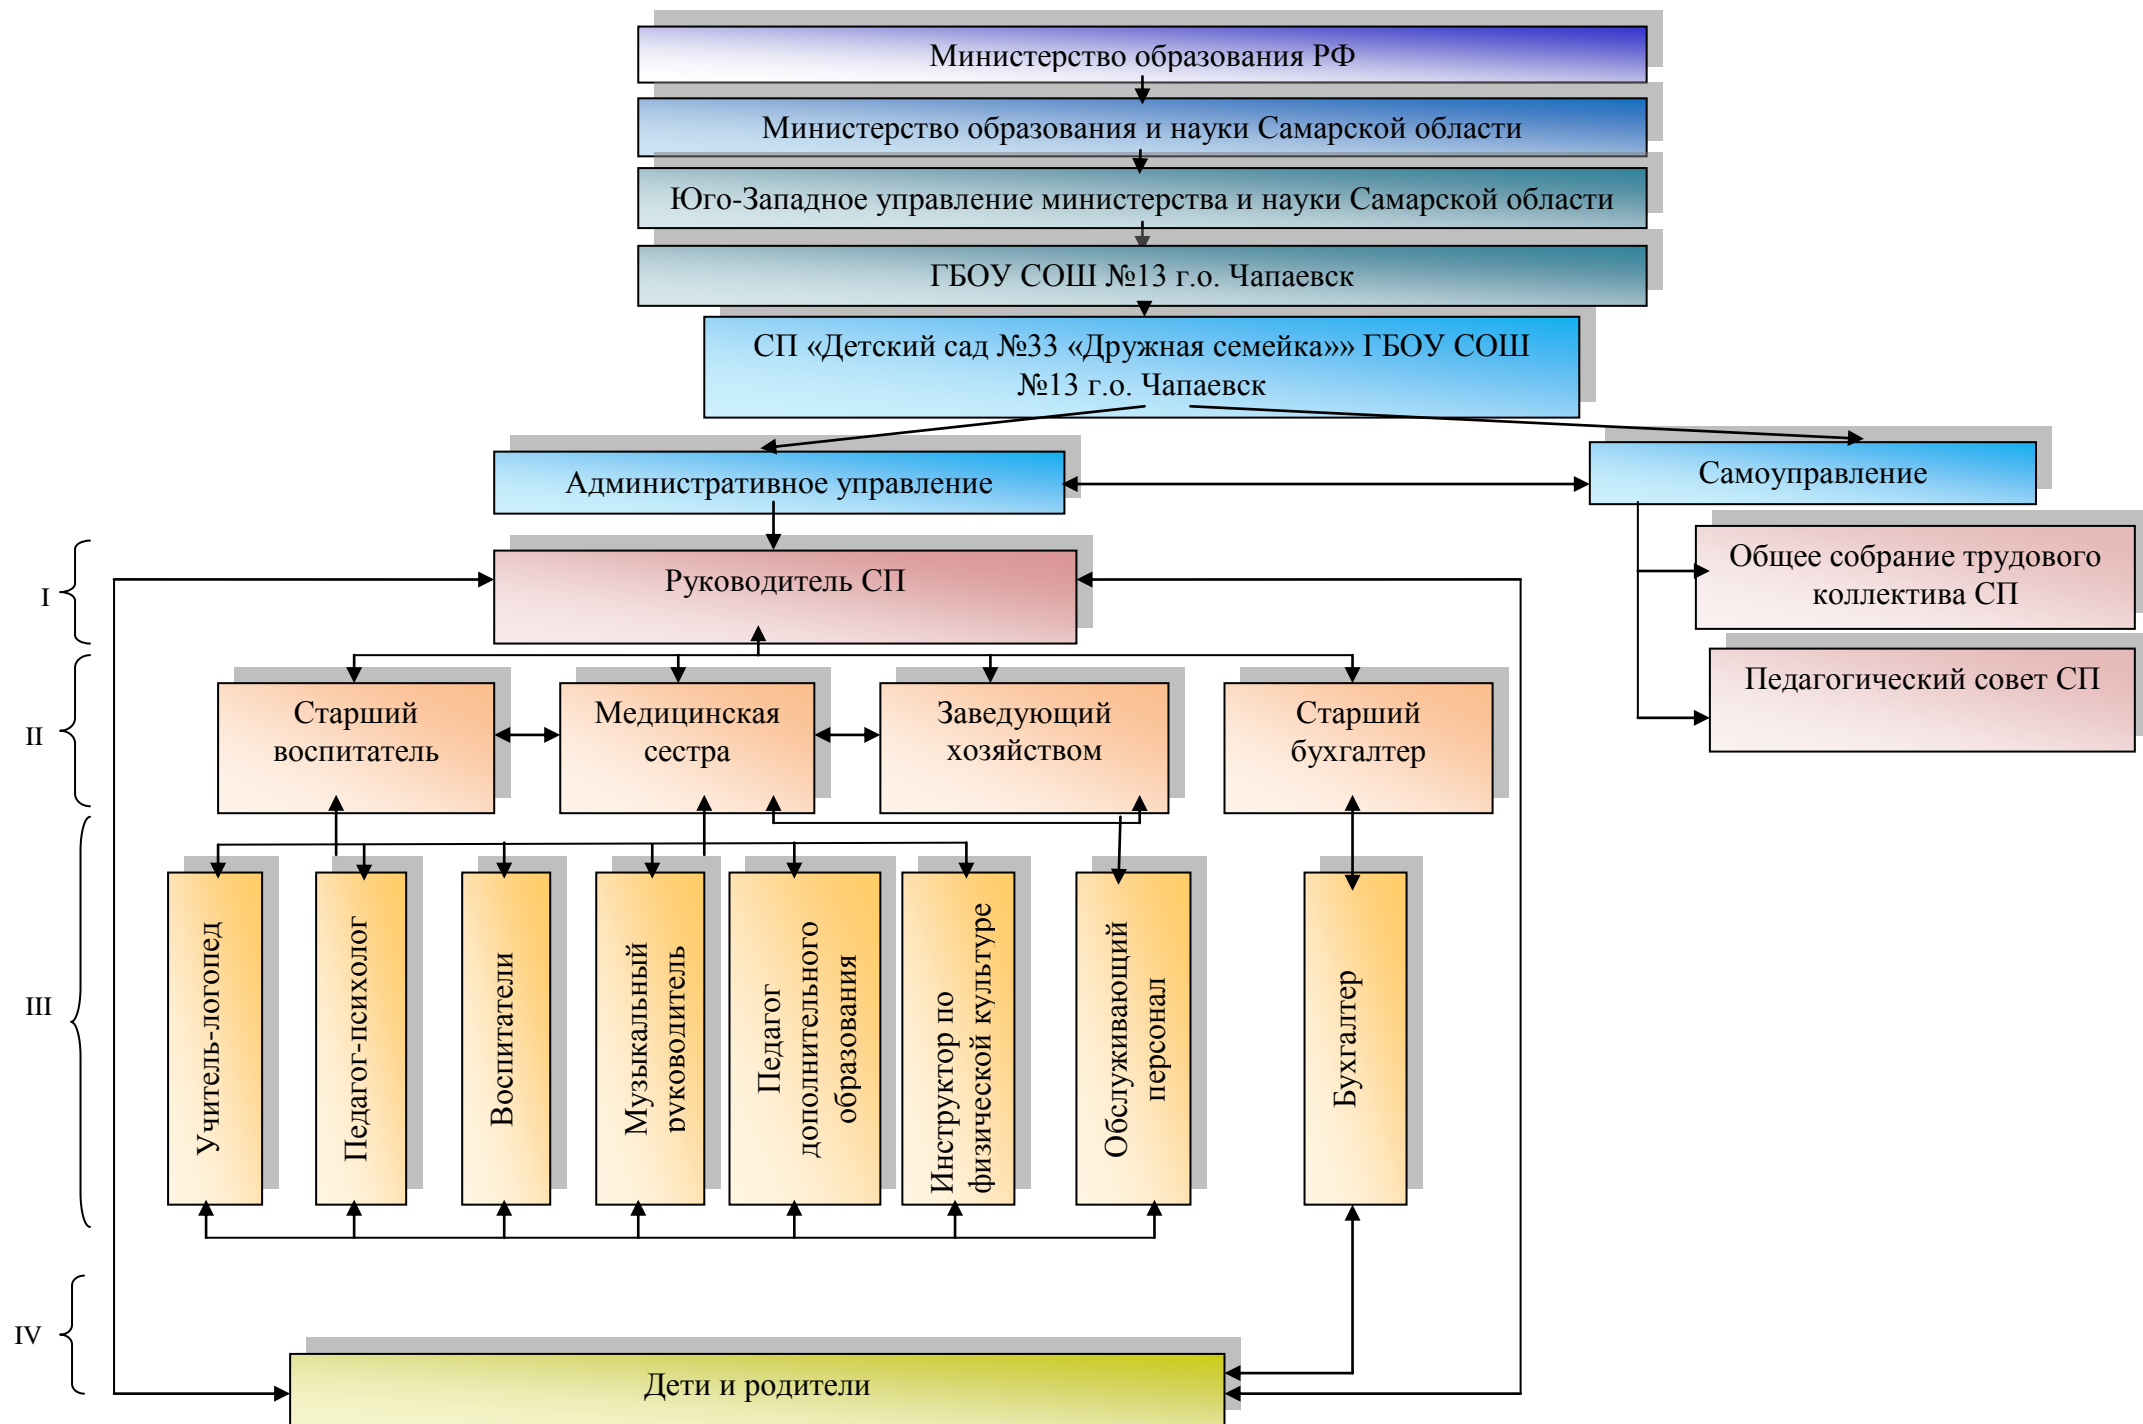 Министерство образования РФ
Министерство образования и науки Самарской области
Юго-Западное управление министерства и науки Самарской области
ГБОУ СОШ №13 г.о. Чапаевск
СП «Детский сад №33 «Дружная семейка»» ГБОУ СОШ
№13 г.о. Чапаевск
Административное управление
Самоуправление
I
Руководитель СП
Общее собрание трудового
коллектива СП
Педагогический совет СП
II
Старший
воспитатель
Медицинская
сестра
Заведующий
хозяйством
Старший
бухгалтер
III
Учитель-логопед
Педагог-психолог
Воспитатели
Музыкальный
руководитель
Педагог
дополнительного
образования
Инструктор по
физической культуре
Обслуживающий
персонал
Бухгалтер
IV
Дети и родители